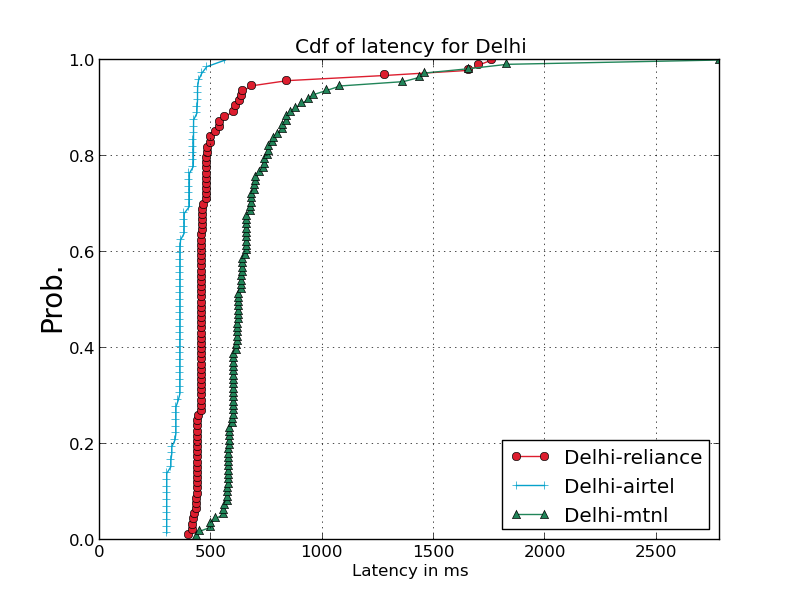 Cdf of latency for Delhi
1.0
0.8
0.6
0.4
0.2
0.0
Prob.
0 500 1000 1500 2000 2500
Latency in ms
Delhi-reliance
Delhi-airtel
Delhi-mtnl